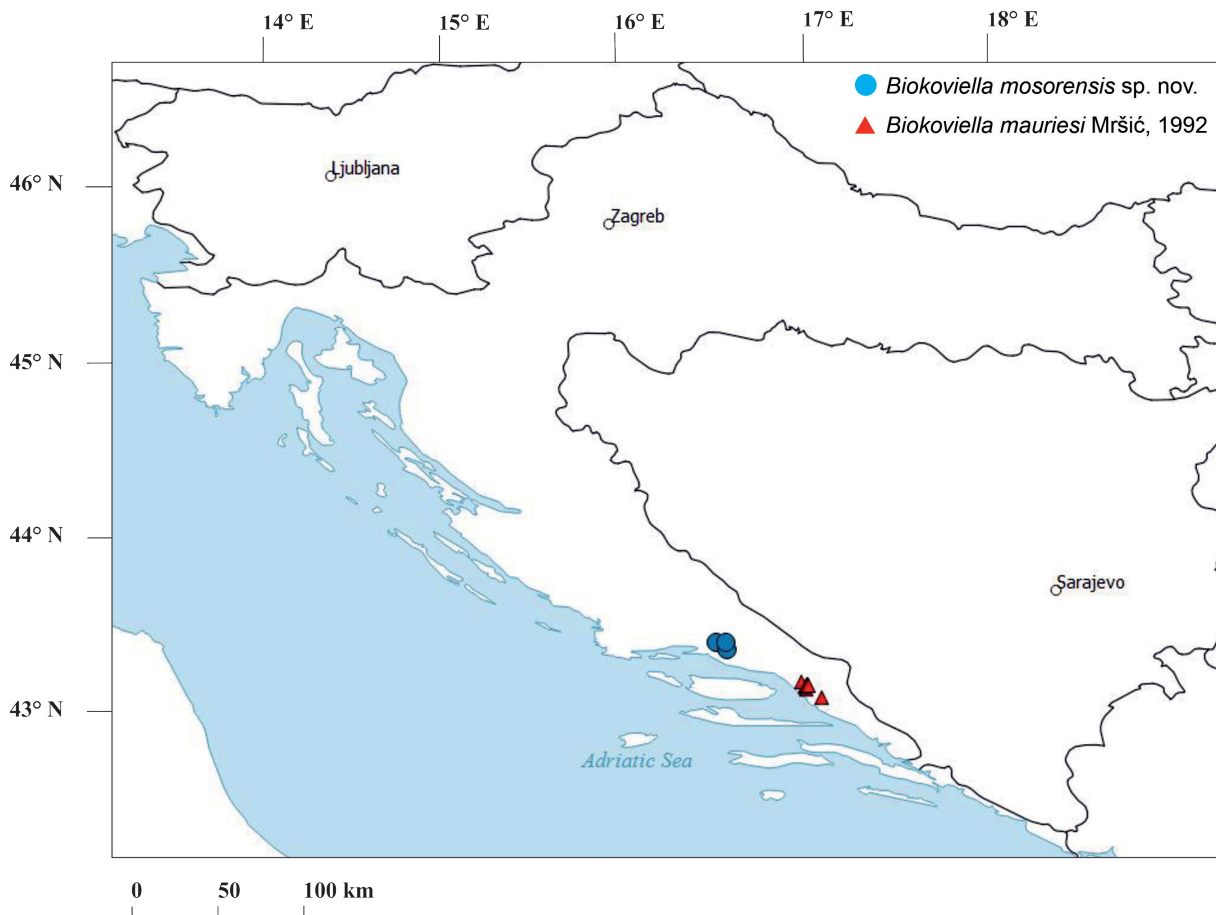 14° E 15° E 16° E 17° E 18° E
Biokoviella mosorensis sp. nov.
Biokoviella mauriesi Mršić, 1992
Ljubljana
46° N
Zagreb
45° N
44° N
Sarajevo
43° N
Adriatic Sea
0 50 100 km